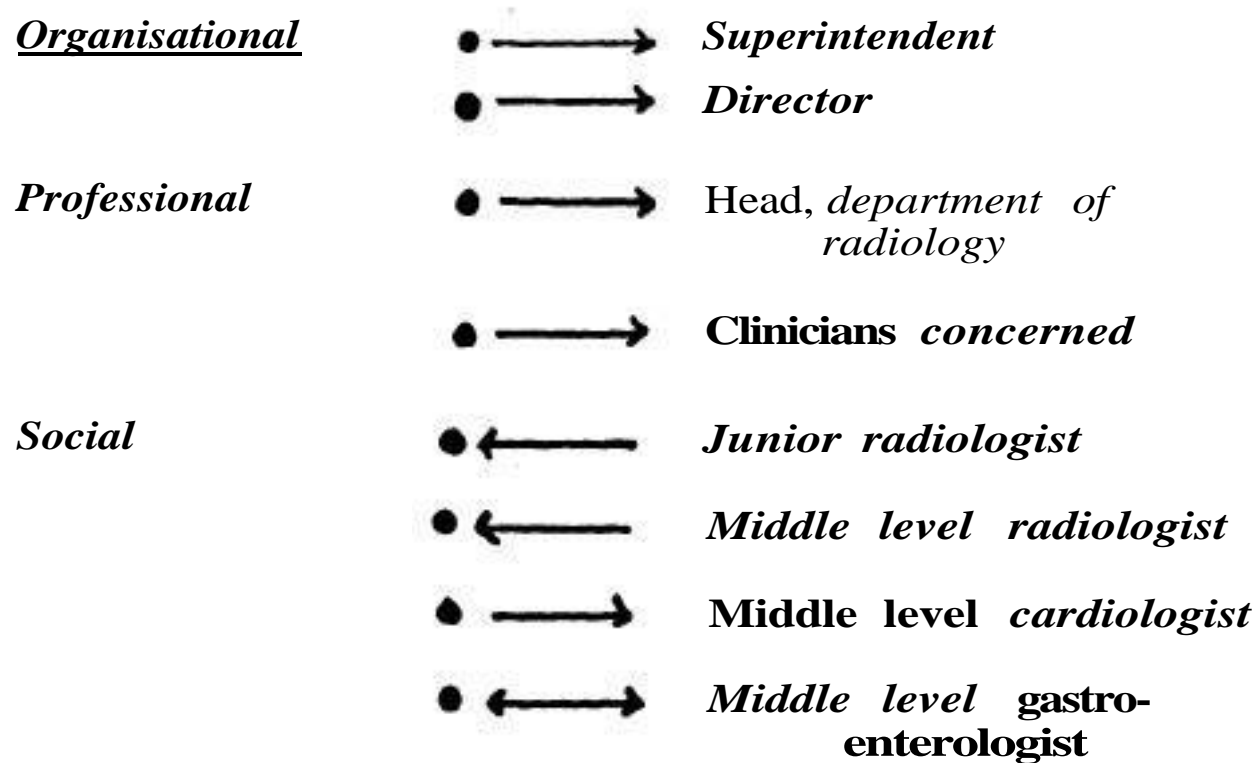 Organisational Superintendent
Director
Professional Head, department of
radiology
Clinicians concerned
Social Junior radiologist
Middle level radiologist
Middle level cardiologist
Middle level gastro-
enterologist